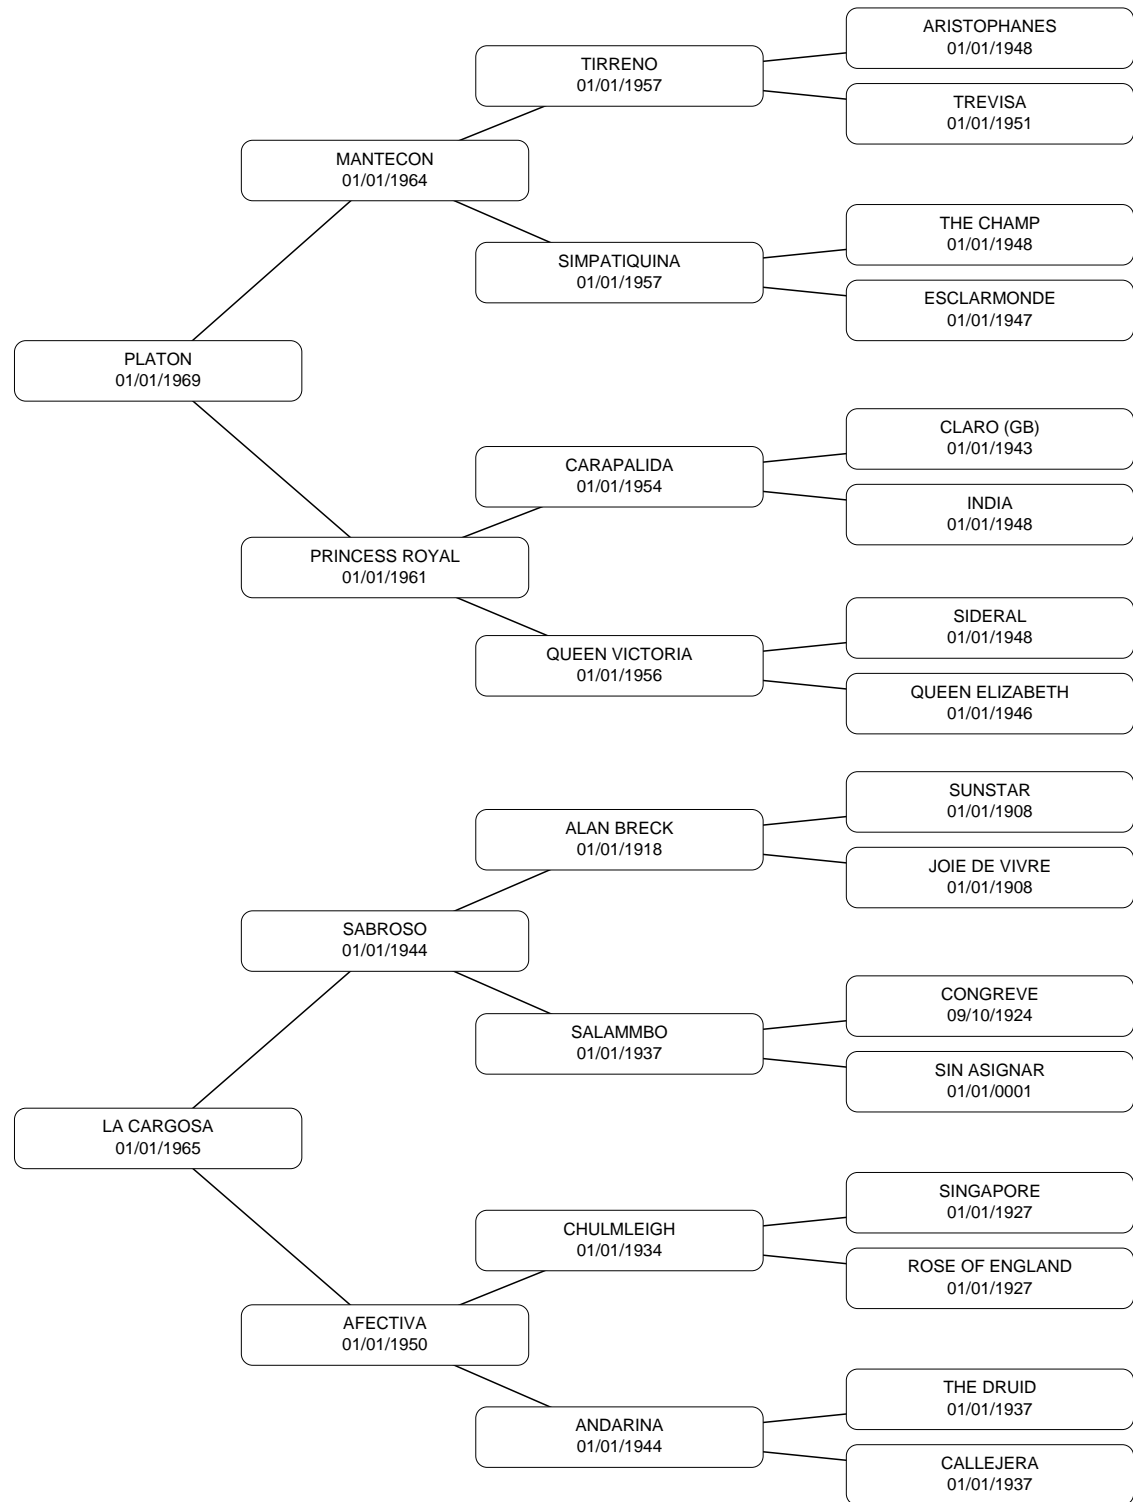 ARISTOPHANES
01/01/1948
TIRRENO
01/01/1957
TREVISA
01/01/1951
MANTECON
01/01/1964
THE CHAMP
01/01/1948
SIMPATIQUINA
01/01/1957
ESCLARMONDE
01/01/1947
PLATON
01/01/1969
CLARO (GB)
01/01/1943
CARAPALIDA
01/01/1954
INDIA
01/01/1948
PRINCESS ROYAL
01/01/1961
SIDERAL
01/01/1948
QUEEN VICTORIA
01/01/1956
QUEEN ELIZABETH
01/01/1946
SUNSTAR
01/01/1908
ALAN BRECK
01/01/1918
JOIE DE VIVRE
01/01/1908
SABROSO
01/01/1944
CONGREVE
09/10/1924
SALAMMBO
01/01/1937
SIN ASIGNAR
01/01/0001
LA CARGOSA
01/01/1965
SINGAPORE
01/01/1927
CHULMLEIGH
01/01/1934
ROSE OF ENGLAND
01/01/1927
AFECTIVA
01/01/1950
THE DRUID
01/01/1937
ANDARINA
01/01/1944
CALLEJERA
01/01/1937